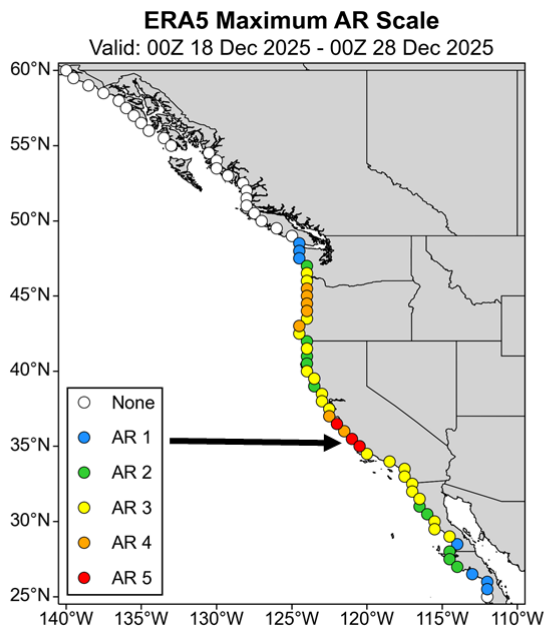 ERA5 Maximum AR Scale
Valid: 00Z 18 Dec 2025 - 00Z 28 Dec 2025
60°N
55°N
50°N
45°N
40°N
35°N
30°N
25°N
None
AR 1
AR 2
AR 3
AR 4
AR 5
140°W 135°W 130°W 125°W 120°W 115°W 110°W